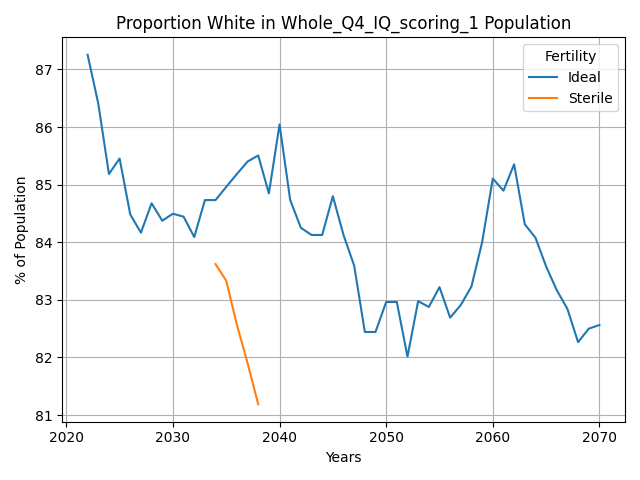 Proportion White in Whole_Q4_IQ_scoring_1 Population
Fertility
Ideal
Sterile
% of Population
87
86
85
84
83
82
81
2020
2030
2040
2050
2060
2070
Years